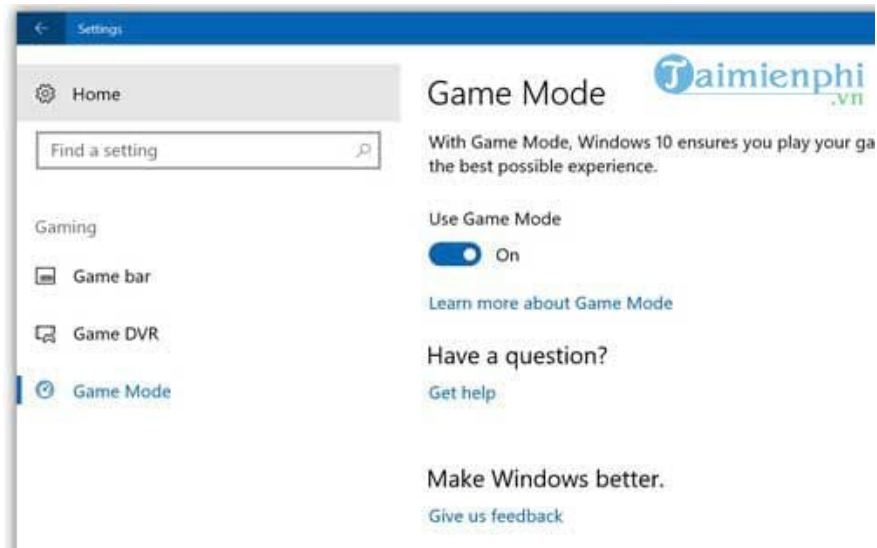 Settings
Home
Find a setting
Gaming
Game bar
Game DVR
Game Mode
Game Mode
Taimienphi
.vn
With Game Mode, Windows 10 ensures you play your ga
the best possible experience.
Use Game Mode
On
Learn more about Game Mode
Have a question?
Get help
Make Windows better.
Give us feedback